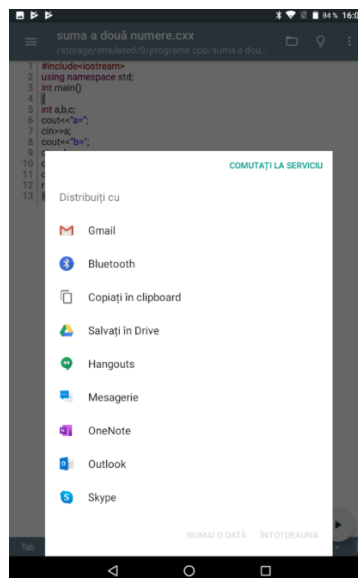 84% 16:0
suma a două numere.cxx
/storage/emulated/0/programe cpp/suma a dou...
1 #include<iostream>
2 using namespace std;
3 int main()
4 {
5 int a,b,c;
6 cout<<"a=";
7 cin>>a;
8 cout<<"b=";
9
10
11
12
13 }
COMUTAȚI LA SERVICIU
Distribuiți cu
Gmail
Bluetooth
Copiați în clipboard
Salvați în Drive
Hangouts
Mesagerie
OneNote
Outlook
Skype
NUMAI O DATĂ ÎNTOTDEAUNA
Tab